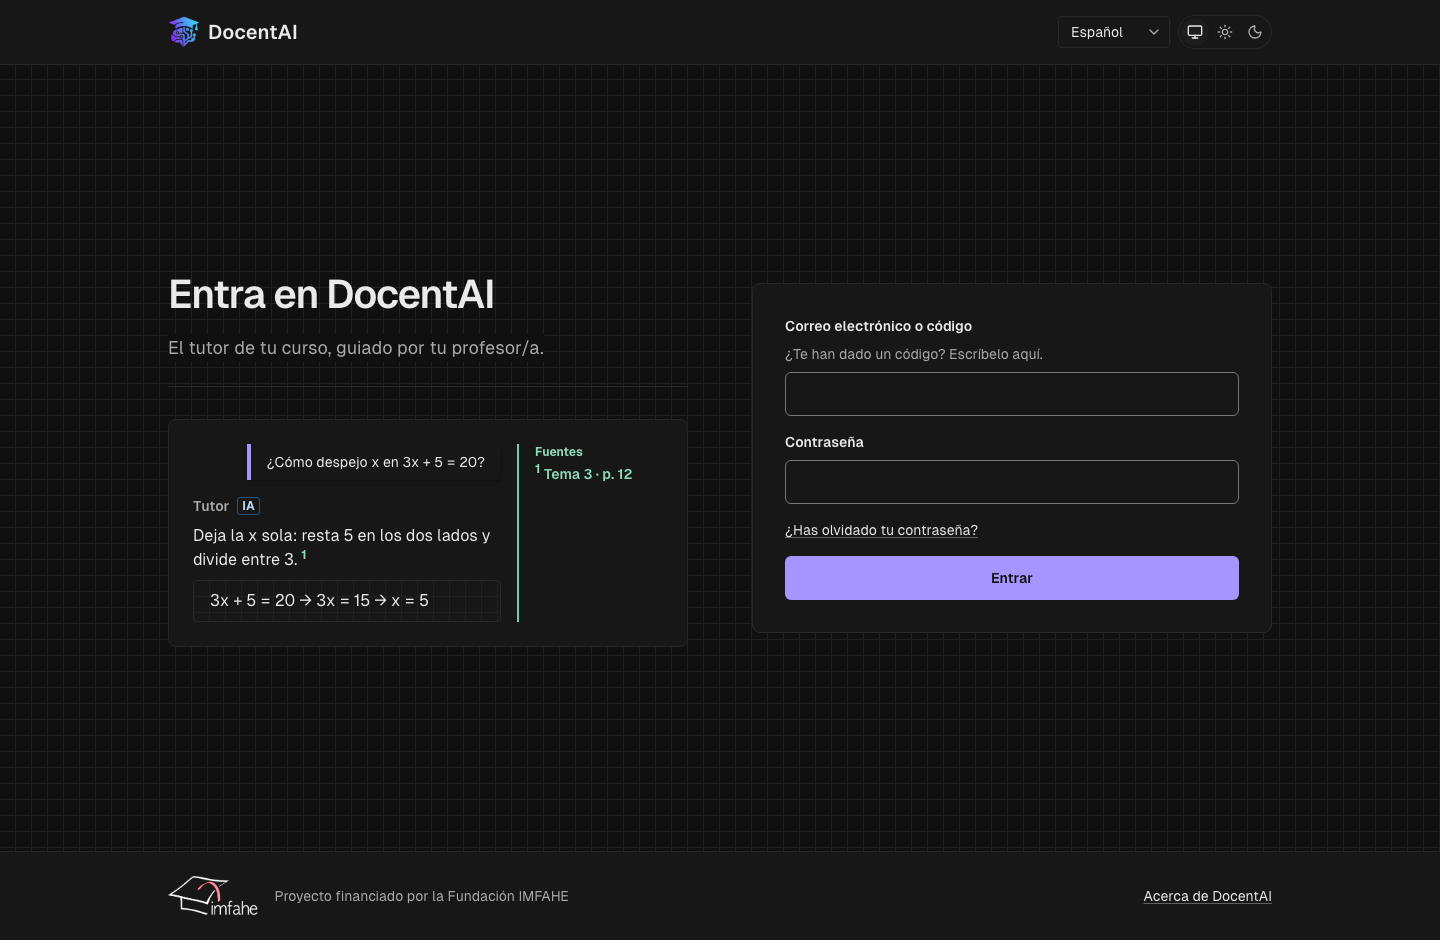 DocentAI
Español
Entra en DocentAI
El tutor de tu curso, guiado por tu profesor/a.
¿Cómo despejo x en 3x + 5 = 20?
Tutor IA
Deja la x sola: resta 5 en los dos lados y
divide entre 3. 1
3x + 5 = 20 → 3x = 15 → x = 5
Fuentes
1 Tema 3 · p. 12
Correo electrónico o código
¿Te han dado un código? Escríbelo aquí.
Contraseña
¿Has olvidado tu contraseña?
Entrar
imfahe
Proyecto financiado por la Fundación IMFAHE
Acerca de DocentAI